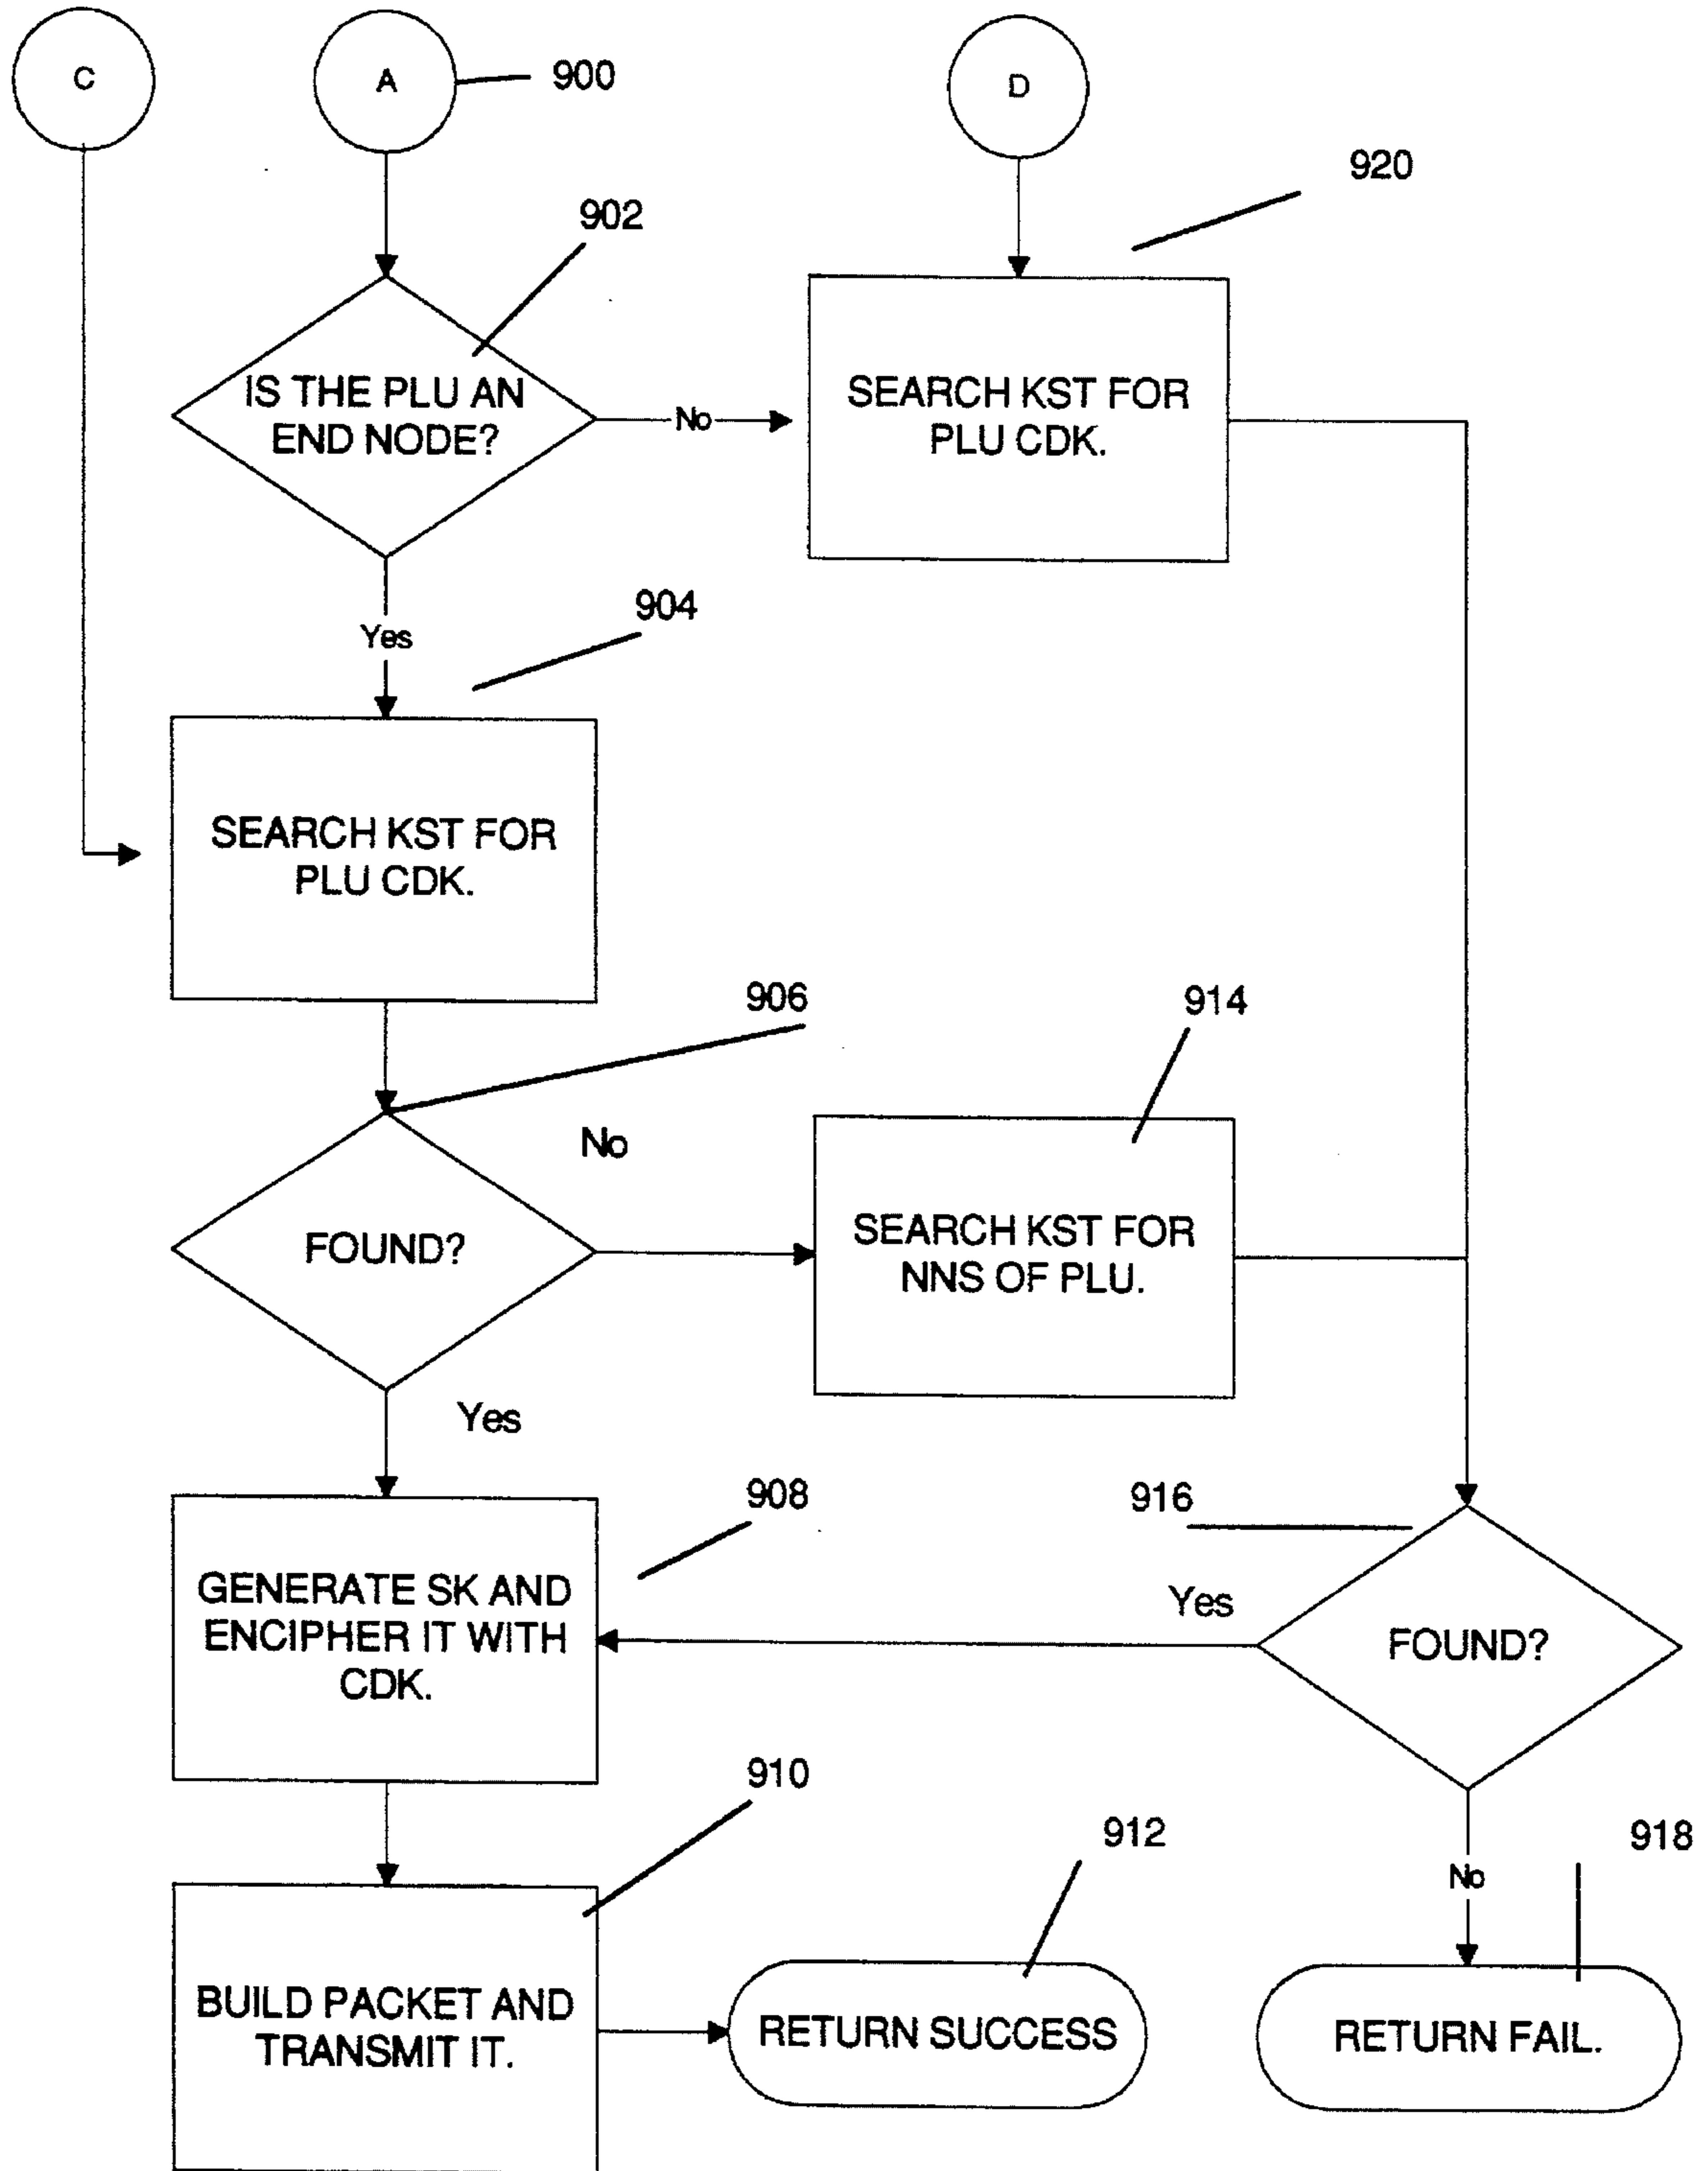 C
A
900
D
920
902
IS THE PLU AN
END NODE?
No
SEARCH KST FOR
PLU CDK.
Yes
904
SEARCH KST FOR
PLU CDK.
906
914
No
FOUND?
SEARCH KST FOR
NNS OF PLU.
Yes
908
916
GENERATE SK AND
ENCIPHER IT WITH
CDK.
Yes
FOUND?
910
912
918
No
BUILD PACKET AND
TRANSMIT IT.
RETURN SUCCESS
RETURN FAIL.